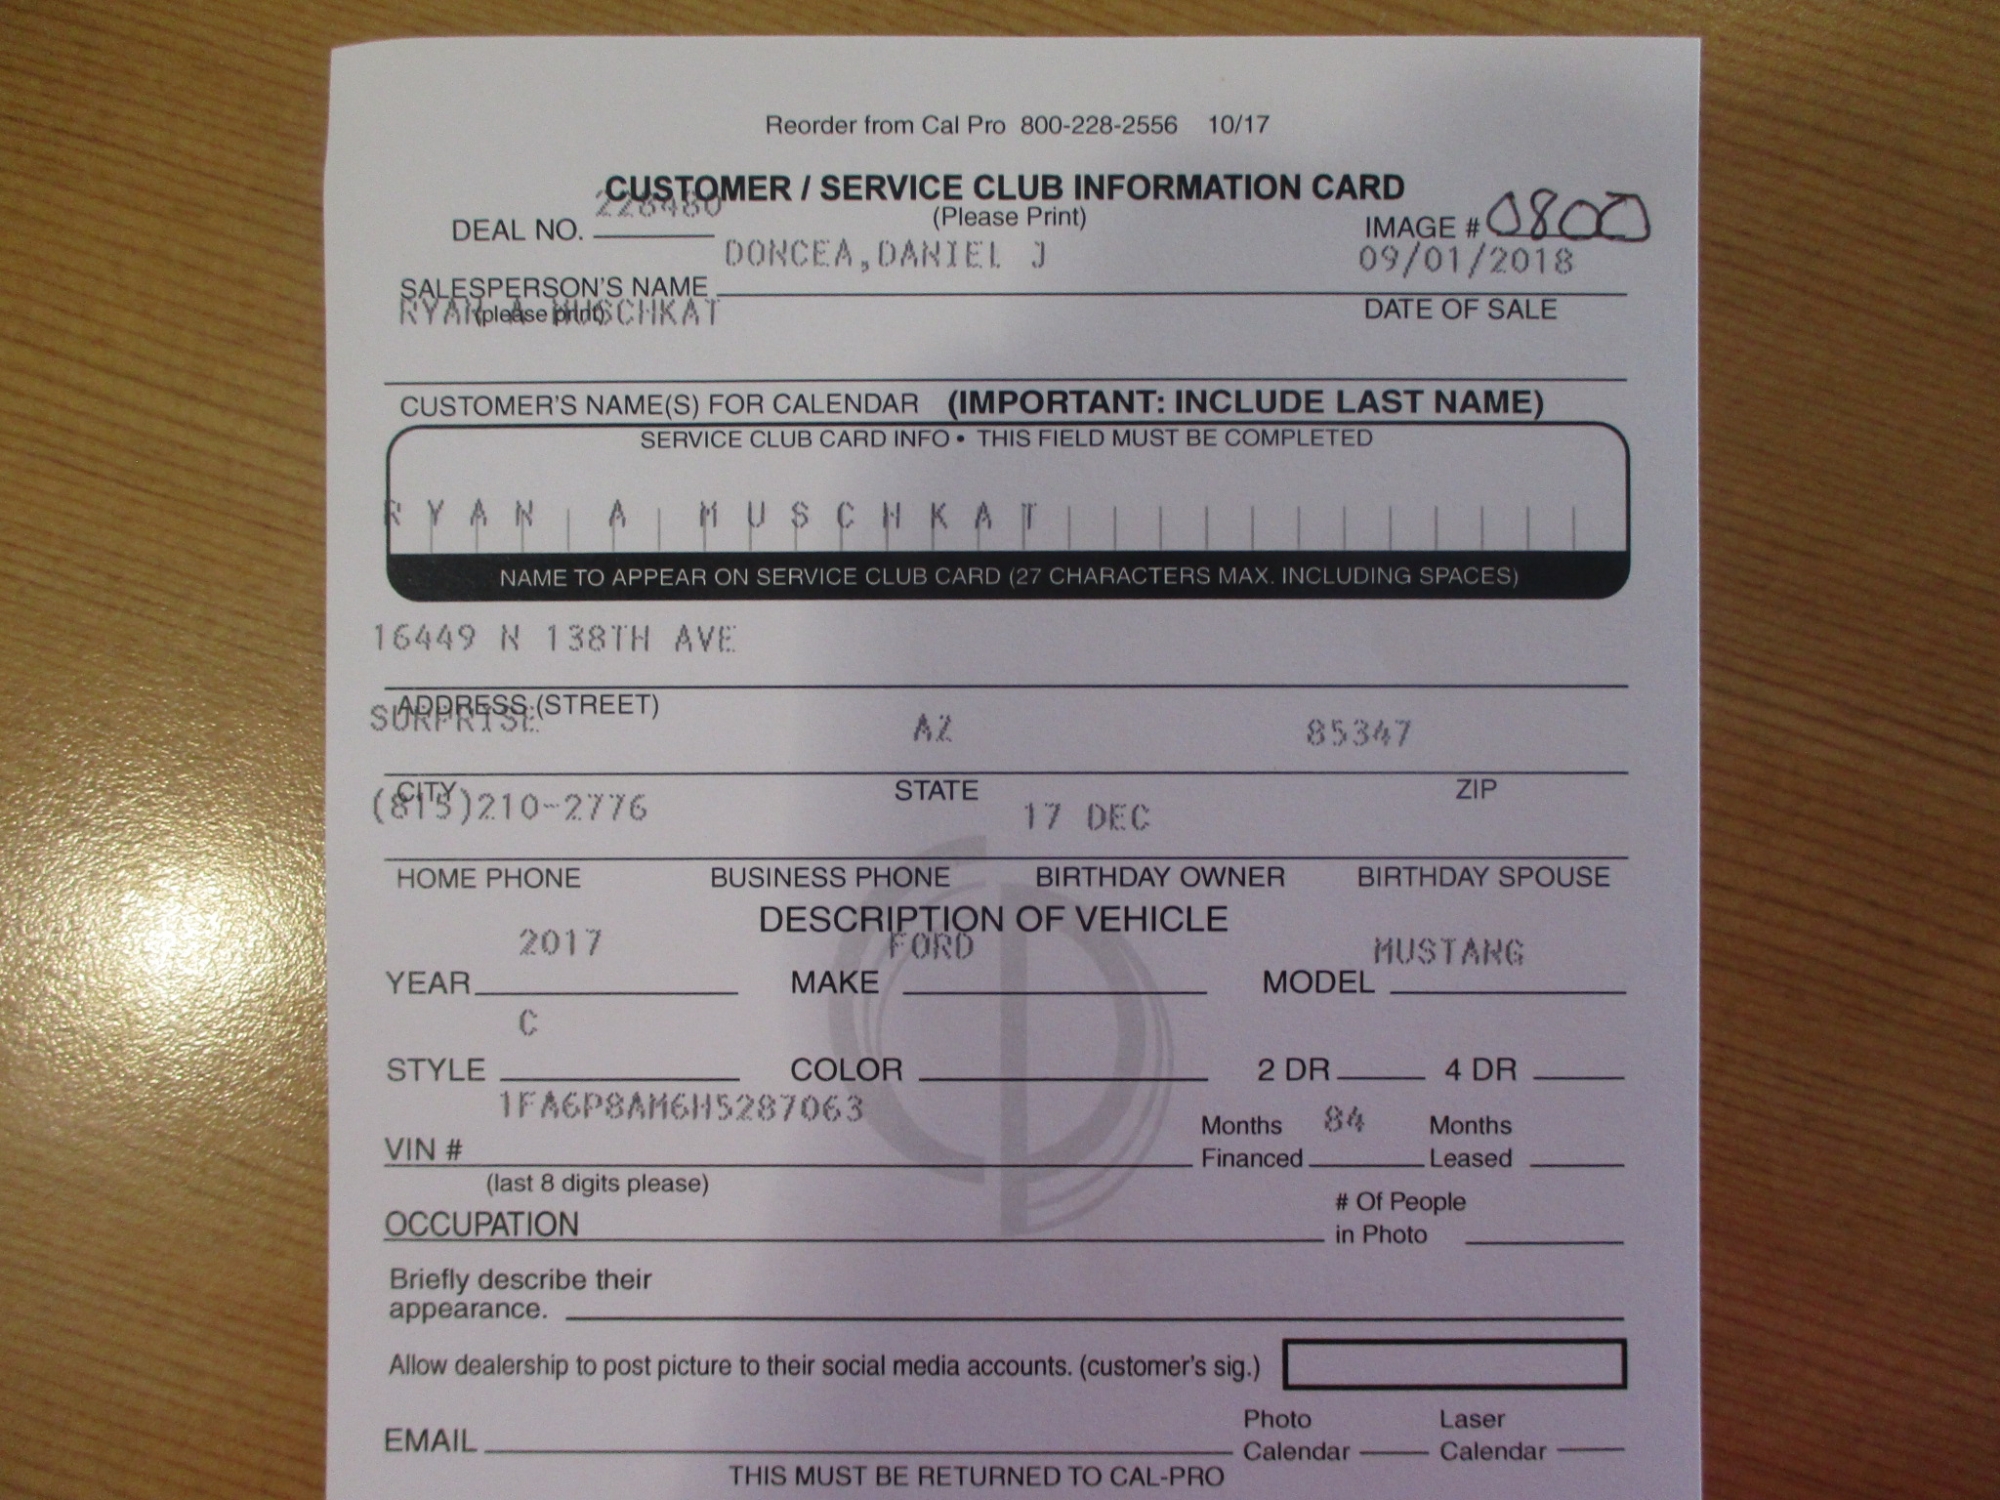 Reorder from Cal Pro 800-228-2556 10/17
CUSTOMER / SERVICE CLUB INFORMATION CARD
DEAL NO. 228480 (Please Print) IMAGE # 0800
DONCEA,DANIEL J 09/01/2018
SALESPERSON'S NAME
(please print) DATE OF SALE
RYAN A MUSCHKAT
CUSTOMER'S NAME(S) FOR CALENDAR (IMPORTANT: INCLUDE LAST NAME)
SERVICE CLUB CARD INFO • THIS FIELD MUST BE COMPLETED
RYAN A MUSCHKAT
NAME TO APPEAR ON SERVICE CLUB CARD (27 CHARACTERS MAX. INCLUDING SPACES)
16449 N 138TH AVE
ADDRESS (STREET)
SURPRISE AZ 85347
CITY STATE ZIP
(815)210-2776 17 DEC
HOME PHONE BUSINESS PHONE BIRTHDAY OWNER BIRTHDAY SPOUSE
DESCRIPTION OF VEHICLE
2017 FORD MUSTANG
YEAR MAKE MODEL
C
STYLE COLOR 2 DR 4 DR
1FA6P8AM6H5287063
VIN # Months Financed 84 Months Leased
(last 8 digits please)
OCCUPATION # Of People in Photo
Briefly describe their
appearance.
Allow dealership to post picture to their social media accounts. (customer's sig.)
EMAIL Photo Calendar Laser Calendar
THIS MUST BE RETURNED TO CAL-PRO